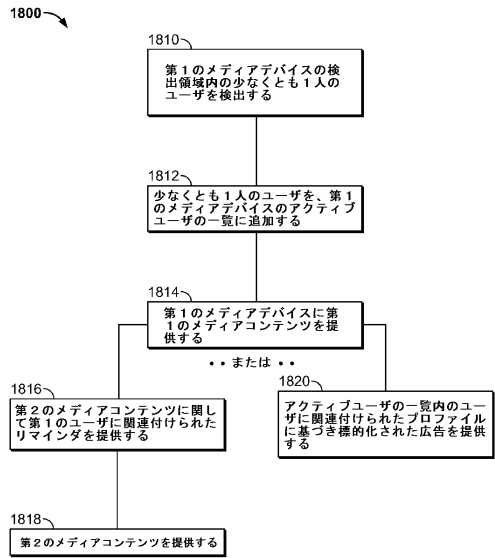 1800
1810
第１のメディアデバイスの検
出領域内の少なくとも１人の
ユーザを検出する
1812
少なくとも１人のユーザを、第１
のメディアデバイスのアクティブ
ユーザの一覧に追加する
1814
第１のメディアデバイスに第
１のメディアコンテンツを提
供する
・・または・・
1816
第２のメディアコンテンツに関し
て第１のユーザに関連付けられた
リマインダを提供する
1820
アクティブユーザの一覧内のユー
ザに関連付けられたプロファイル
に基づき標的化された広告を提供
する
1818
第２のメディアコンテンツを提供する